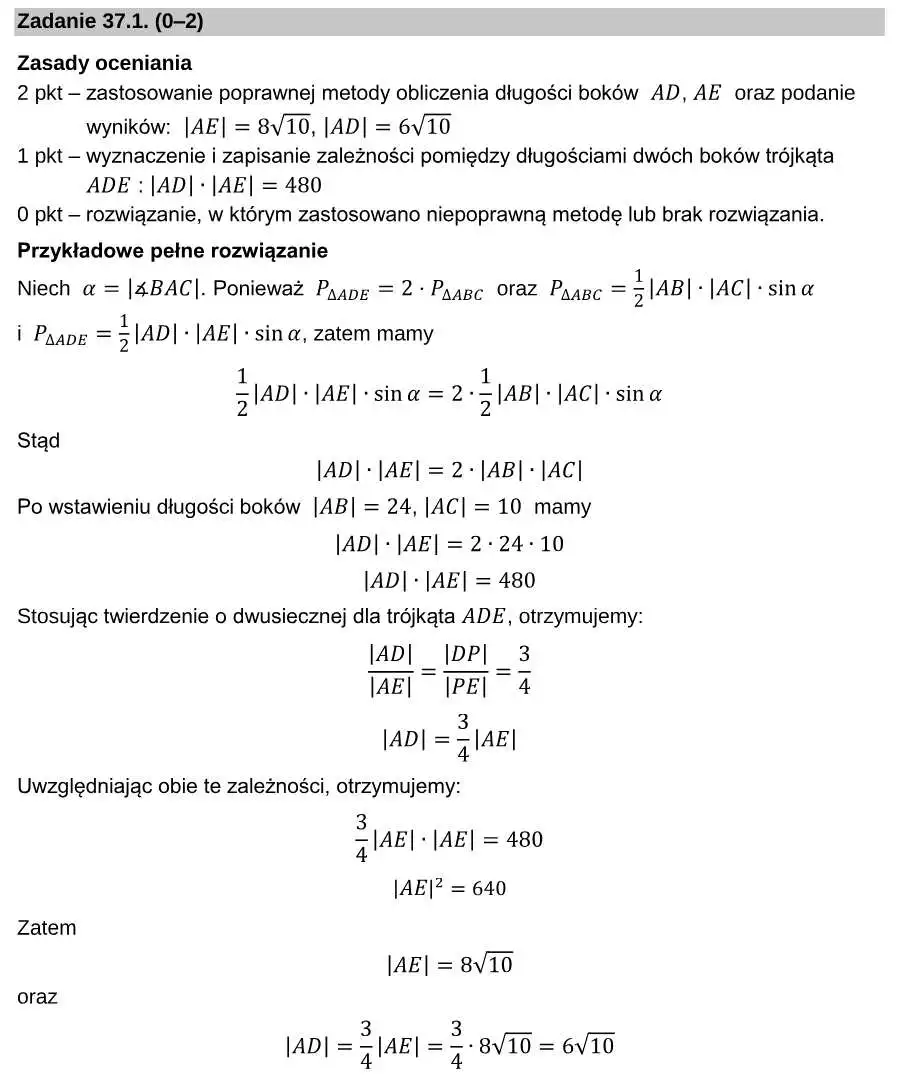 Zadanie 37.1. (0–2)
Zasady oceniania
2 pkt – zastosowanie poprawnej metody obliczenia długości boków AD, AE oraz podanie
wyników: |AE| = 8√10, |AD| = 6√10
1 pkt – wyznaczenie i zapisanie zależności pomiędzy długościami dwóch boków trójkąta
ADE : |AD| · |AE| = 480
0 pkt – rozwiązanie, w którym zastosowano niepoprawną metodę lub brak rozwiązania.
Przykładowe pełne rozwiązanie
Niech α = |∡BAC|. Ponieważ P_ΔADE = 2 · P_ΔABC oraz P_ΔABC = 1/2 |AB| · |AC| · sin α
i P_ΔADE = 1/2 |AD| · |AE| · sin α, zatem mamy
1/2 |AD| · |AE| · sin α = 2 · 1/2 |AB| · |AC| · sin α
Stąd
|AD| · |AE| = 2 · |AB| · |AC|
Po wstawieniu długości boków |AB| = 24, |AC| = 10 mamy
|AD| · |AE| = 2 · 24 · 10
|AD| · |AE| = 480
Stosując twierdzenie o dwusiecznej dla trójkąta ADE, otrzymujemy:
|AD|/|AE| = |DP|/|PE| = 3/4
|AD| = 3/4 |AE|
Uwzględniając obie te zależności, otrzymujemy:
3/4 |AE| · |AE| = 480
|AE|² = 640
Zatem
|AE| = 8√10
oraz
|AD| = 3/4 |AE| = 3/4 · 8√10 = 6√10